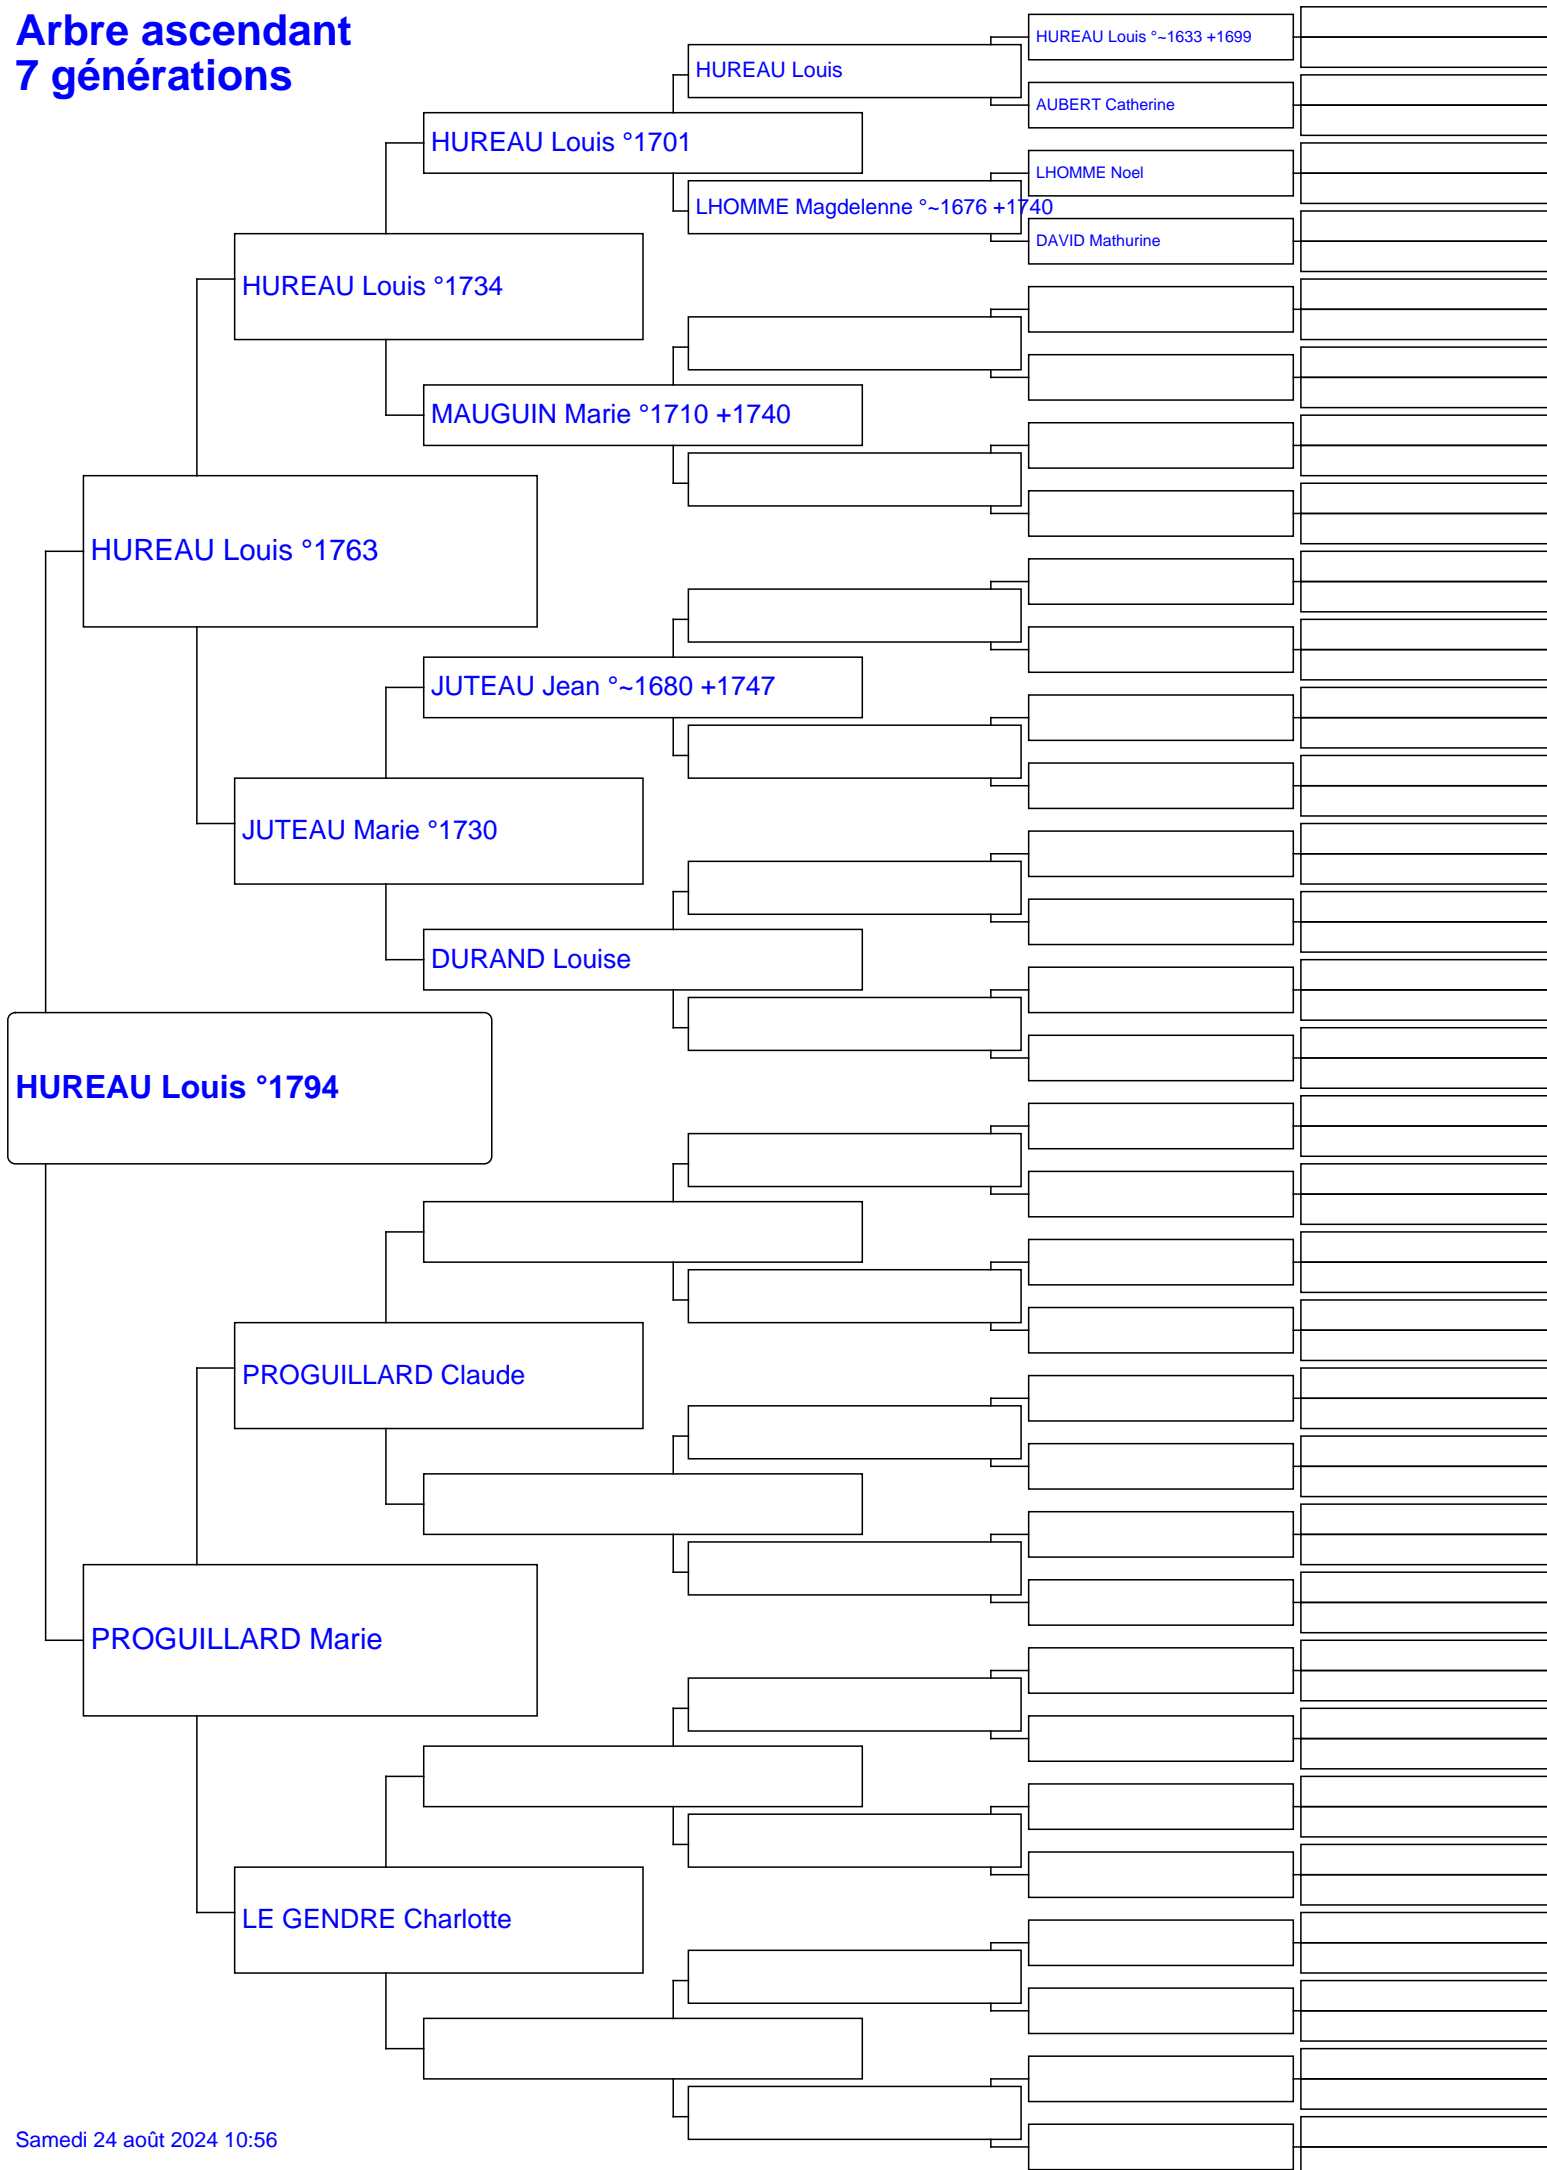 Arbre ascendant
7 générations
HUREAU Louis °~1633 +1699
HUREAU Louis
AUBERT Catherine
HUREAU Louis °1701
LHOMME Noel
LHOMME Magdelenne °~1676 +1740
DAVID Mathurine
HUREAU Louis °1734
MAUGUIN Marie °1710 +1740
HUREAU Louis °1763
JUTEAU Jean °~1680 +1747
JUTEAU Marie °1730
DURAND Louise
HUREAU Louis °1794
PROGUILLARD Claude
PROGUILLARD Marie
LE GENDRE Charlotte
Samedi 24 août 2024 10:56